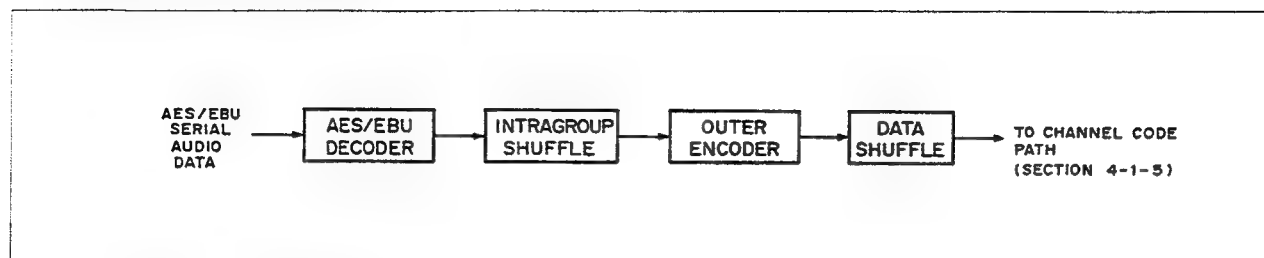 AES/EBU
SERIAL
AUDIO
DATA
AES/EBU
DECODER
INTRAGROUP
SHUFFLE
OUTER
ENCODER
DATA
SHUFFLE
TO CHANNEL CODE
PATH
(SECTION 4-1-5)